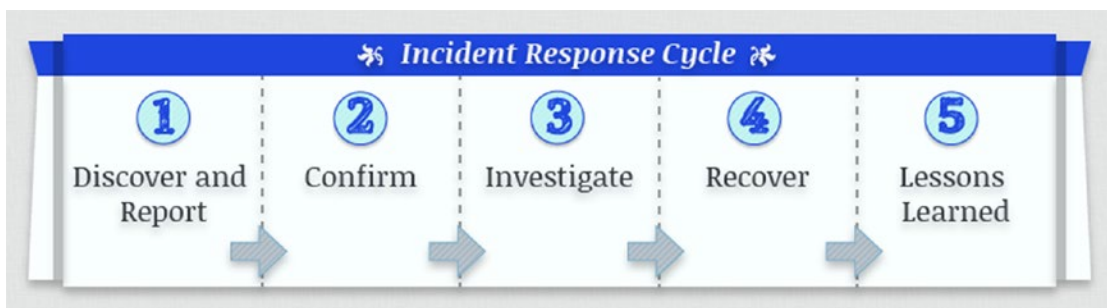 Incident Response Cycle
1
Discover and
Report
2
Confirm
3
Investigate
4
Recover
5
Lessons
Learned